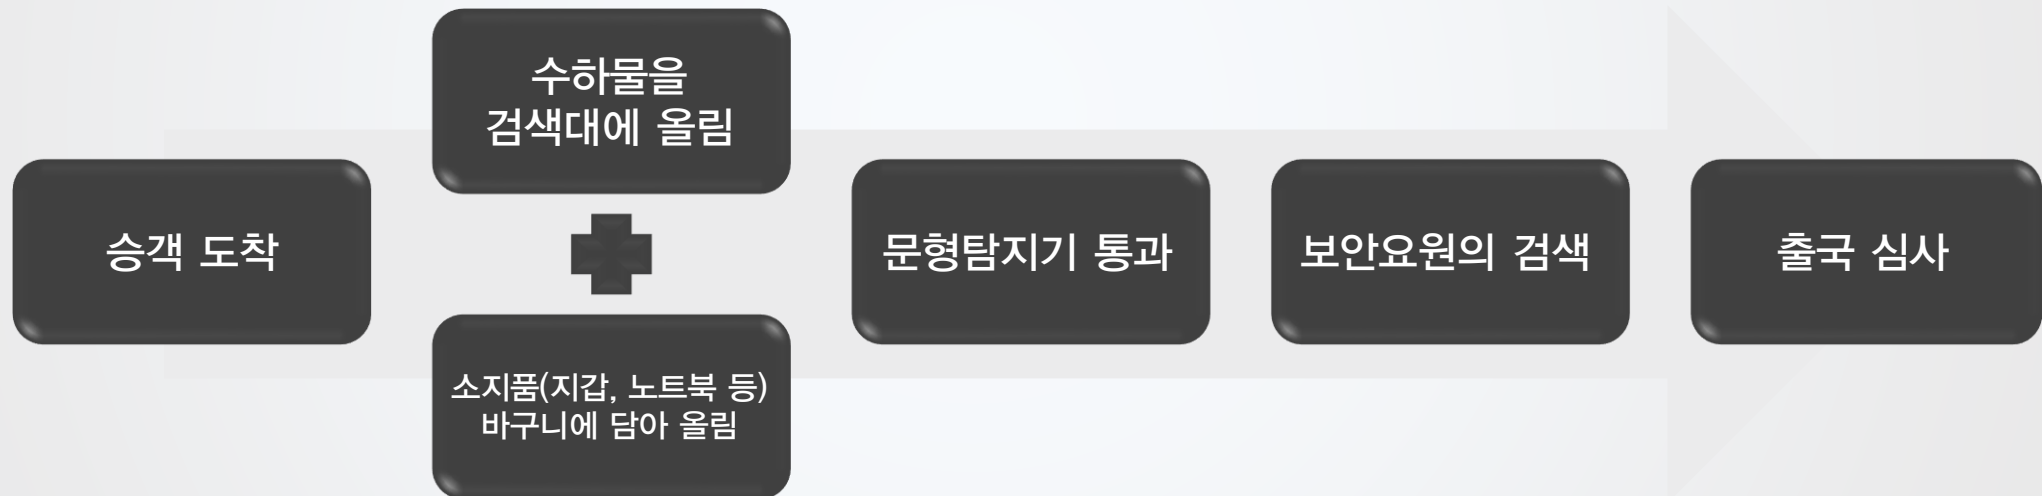 승객 도착
수하물을
검색대에 올림
소지품(지갑, 노트북 등)
바구니에 담아 올림
문형탐지기 통과
보안요원의 검색
출국 심사